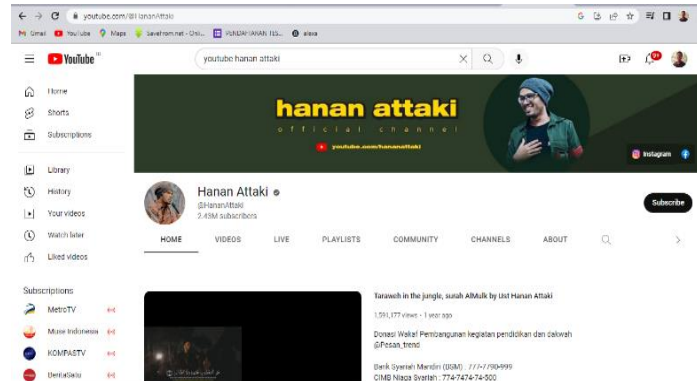 youtube.com/@HananAttaki
Gmail
YouTube
Maps
Savefrom.net - Onli...
PENDAFTARAN TES...
YouTube
ID
youtube hanan attaki
9+
Home
Shorts
Subscriptions
Library
History
Your videos
Watch later
Liked videos
Subscriptions
MetroTV
Muse Indonesia
KOMPASTV
BeritaSatu
hanan attaki
official channel
youtube.com/hananattaki
Instagram
Hanan Attaki
@HananAttaki
2.43M subscribers
Subscribe
HOME VIDEOS LIVE PLAYLISTS COMMUNITY CHANNELS ABOUT
Taraweh in the jungle, surah AlMulk by Ust Hanan Attaki
1,591,177 views • 1 year ago
Donasi Wakaf Pembangunan kegiatan pendidikan dan dakwah
@Pesan_trend
Bank Syariah Mandiri (BSM) : 777-7790-999
CIMB Niaga Syariah : 774-7474-74-500